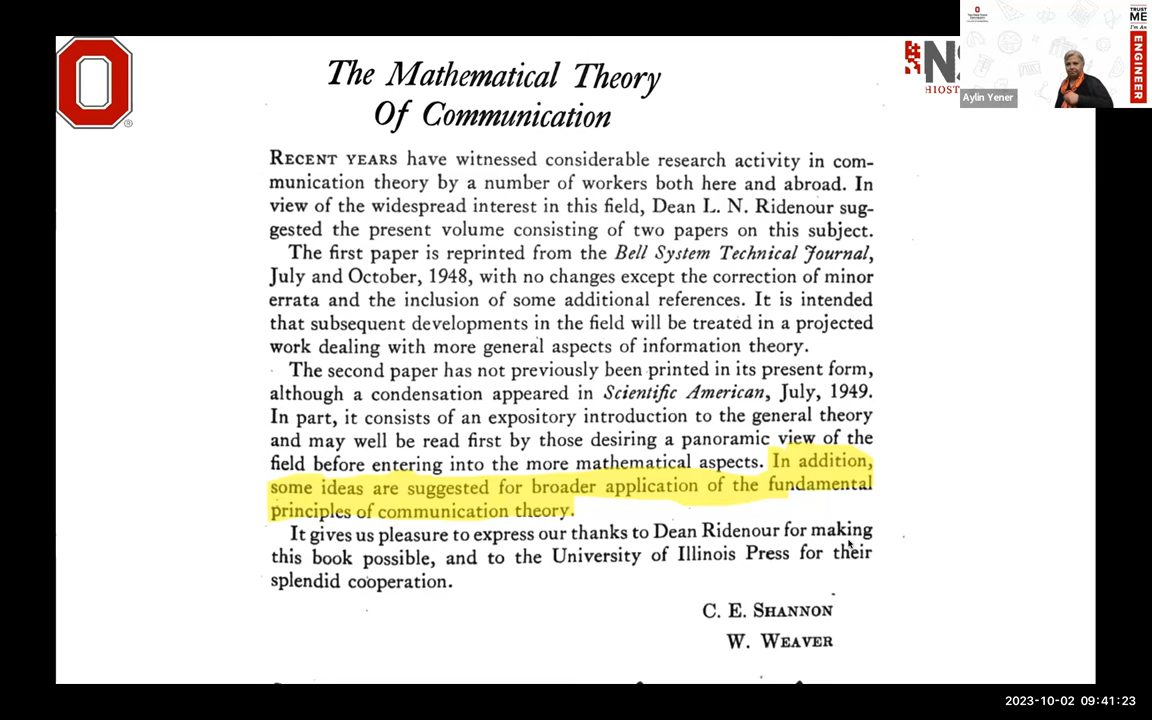 The Mathematical Theory
Of Communication
RECENT YEARS have witnessed considerable research activity in com-
munication theory by a number of workers both here and abroad. In
view of the widespread interest in this field, Dean L. N. Ridenour sug-
gested the present volume consisting of two papers on this subject.
The first paper is reprinted from the Bell System Technical Journal,
July and October, 1948, with no changes except the correction of minor
errata and the inclusion of some additional references. It is intended
that subsequent developments in the field will be treated in a projected
work dealing with more general aspects of information theory.
The second paper has not previously been printed in its present form,
although a condensation appeared in Scientific American, July, 1949.
In part, it consists of an expository introduction to the general theory
and may well be read first by those desiring a panoramic view of the
field before entering into the more mathematical aspects. In addition,
some ideas are suggested for broader application of the fundamental
principles of communication theory.
It gives us pleasure to express our thanks to Dean Ridenour for making
this book possible, and to the University of Illinois Press for their
splendid cooperation.
C. E. SHANNON
W. WEAVER
TRUST
ME
I'm An
ENGINEER
Aylin Yener
2023-10-02 09:41:23